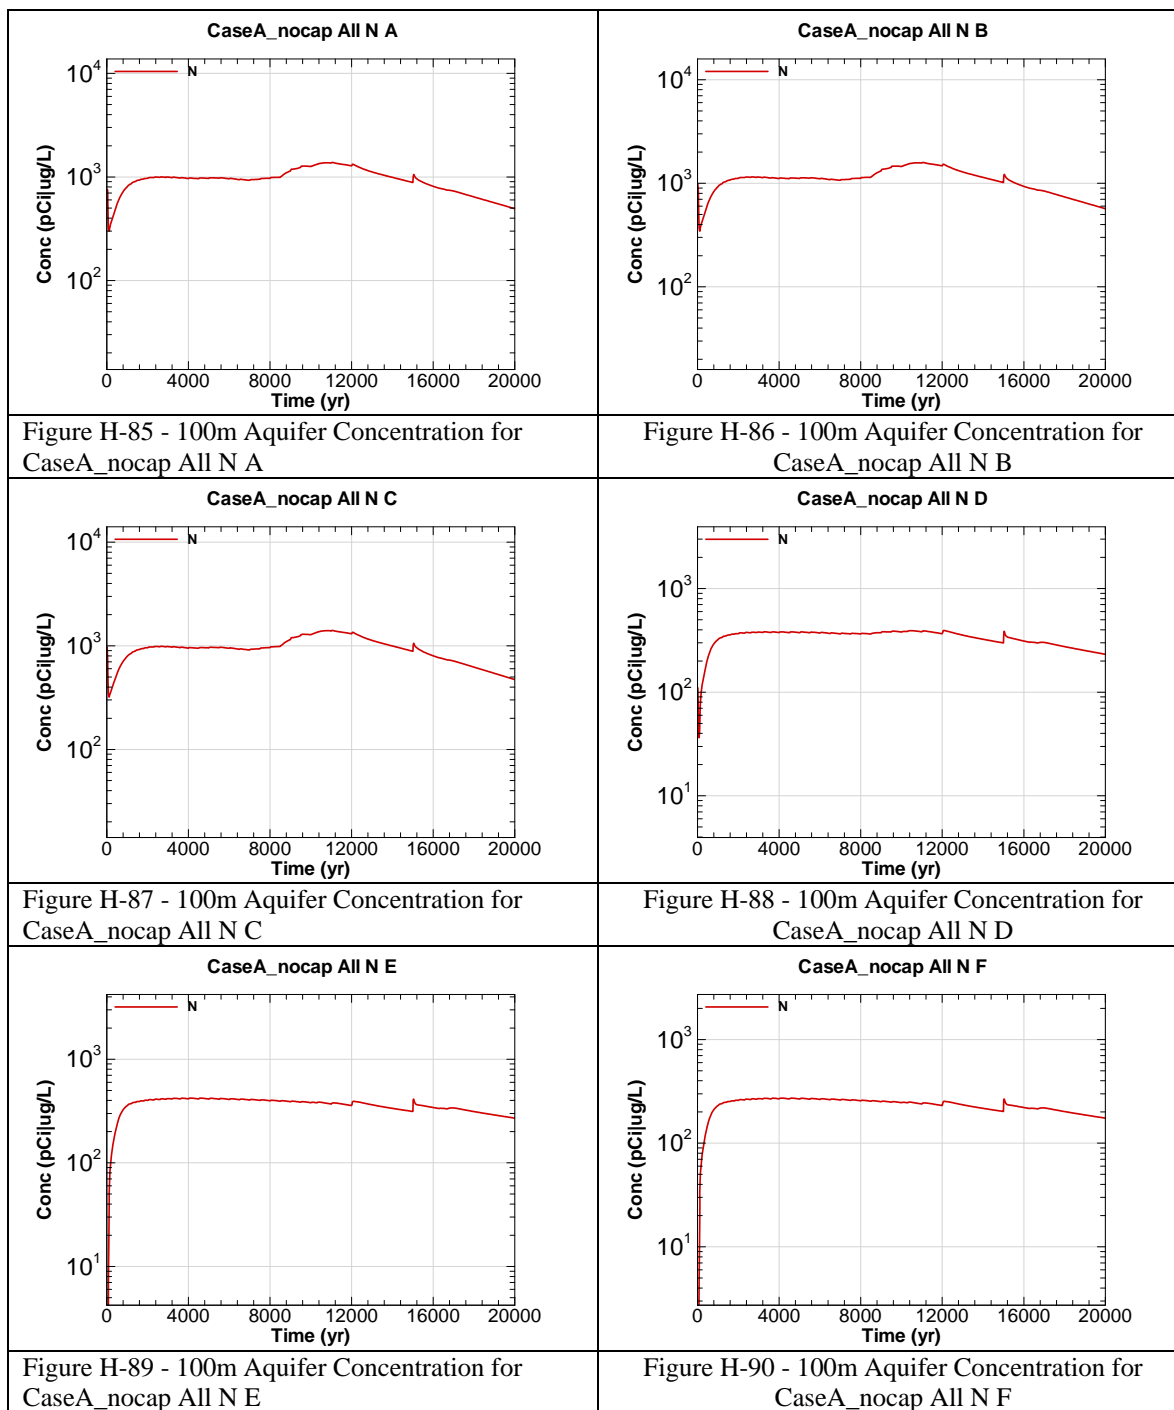 CaseA_nocap All N A
N
10^4
10^3
10^2
Conc (pCi|ug/L)
0 4000 8000 12000 16000 20000
Time (yr)
Figure H-85 - 100m Aquifer Concentration for
CaseA_nocap All N A
CaseA_nocap All N B
N
10^4
10^3
10^2
Conc (pCi|ug/L)
0 4000 8000 12000 16000 20000
Time (yr)
Figure H-86 - 100m Aquifer Concentration for
CaseA_nocap All N B
CaseA_nocap All N C
N
10^4
10^3
10^2
Conc (pCi|ug/L)
0 4000 8000 12000 16000 20000
Time (yr)
Figure H-87 - 100m Aquifer Concentration for
CaseA_nocap All N C
CaseA_nocap All N D
N
10^3
10^2
10^1
Conc (pCi|ug/L)
0 4000 8000 12000 16000 20000
Time (yr)
Figure H-88 - 100m Aquifer Concentration for
CaseA_nocap All N D
CaseA_nocap All N E
N
10^3
10^2
10^1
Conc (pCi|ug/L)
0 4000 8000 12000 16000 20000
Time (yr)
Figure H-89 - 100m Aquifer Concentration for
CaseA_nocap All N E
CaseA_nocap All N F
N
10^3
10^2
10^1
Conc (pCi|ug/L)
0 4000 8000 12000 16000 20000
Time (yr)
Figure H-90 - 100m Aquifer Concentration for
CaseA_nocap All N F